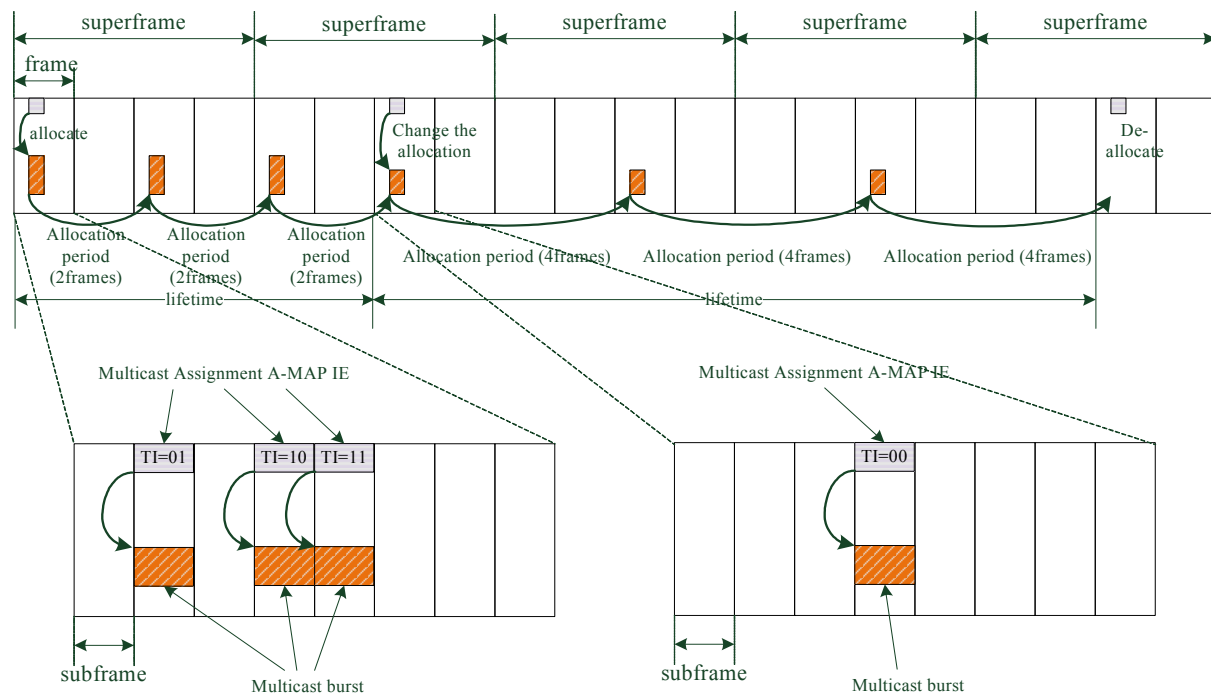 superframe
superframe
superframe
superframe
superframe
frame
allocate
Change the
allocation
De-
allocate
Allocation
period
(2frames)
Allocation
period
(2frames)
Allocation
period
(2frames)
Allocation period (4frames)
Allocation period (4frames)
Allocation period (4frames)
lifetime
lifetime
Multicast Assignment A-MAP IE
Multicast Assignment A-MAP IE
TI=01
TI=10
TI=11
TI=00
subframe
Multicast burst
subframe
Multicast burst